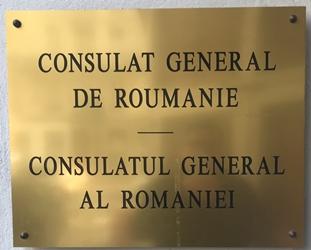 CONSULAT GENERAL
DE ROUMANIE
CONSULATUL GENERAL
AL ROMANIEI